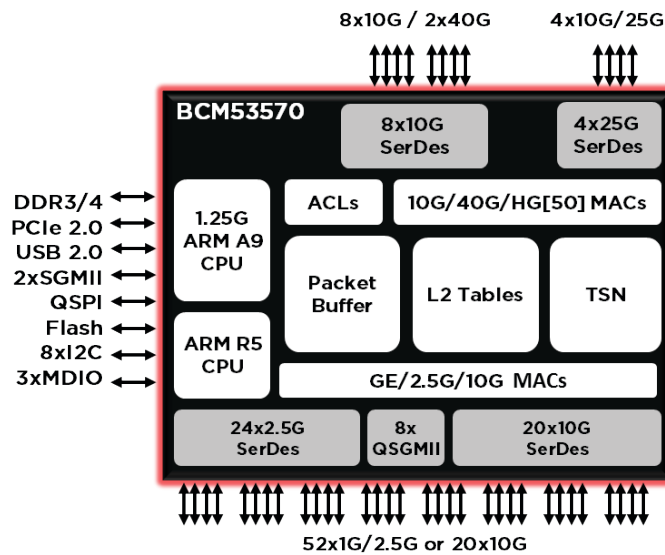 8x10G / 2x40G
4x10G/25G
BCM53570
8x10G
SerDes
4x25G
SerDes
DDR3/4
PCIe 2.0
USB 2.0
2xSGMII
QSPI
Flash
8xI2C
3xMDIO
1.25G
ARM A9
CPU
ACLs
10G/40G/HG[50] MACs
Packet
Buffer
L2 Tables
TSN
ARM R5
CPU
GE/2.5G/10G MACs
24x2.5G
SerDes
8x
QSGMII
20x10G
SerDes
52x1G/2.5G or 20x10G